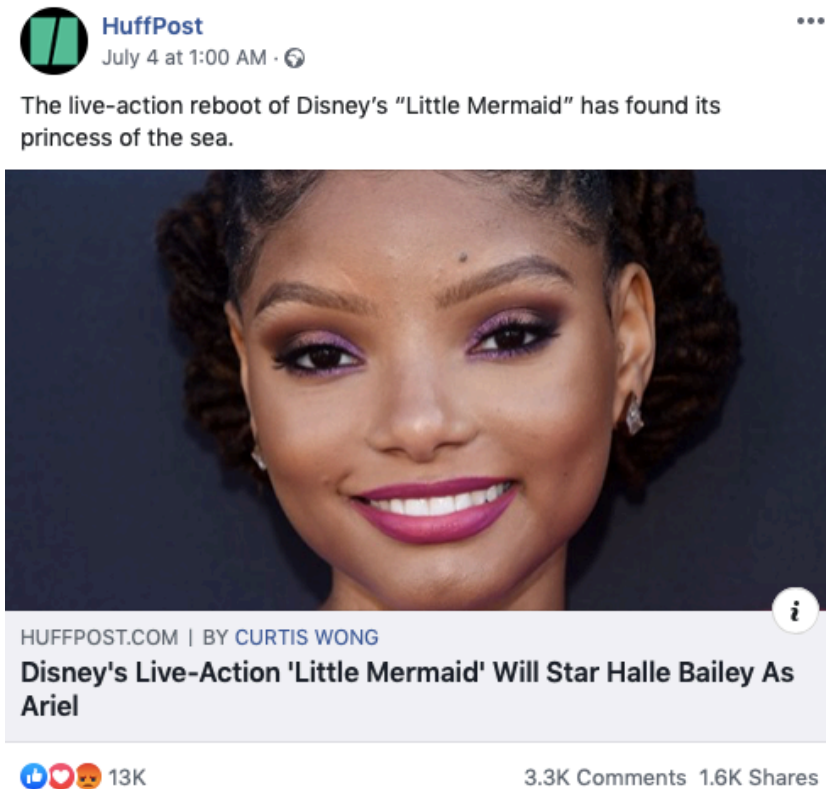 HuffPost
July 4 at 1:00 AM ·
The live-action reboot of Disney’s “Little Mermaid” has found its
princess of the sea.
i
HUFFPOST.COM | BY CURTIS WONG
Disney's Live-Action 'Little Mermaid' Will Star Halle Bailey As
Ariel
13K 3.3K Comments 1.6K Shares